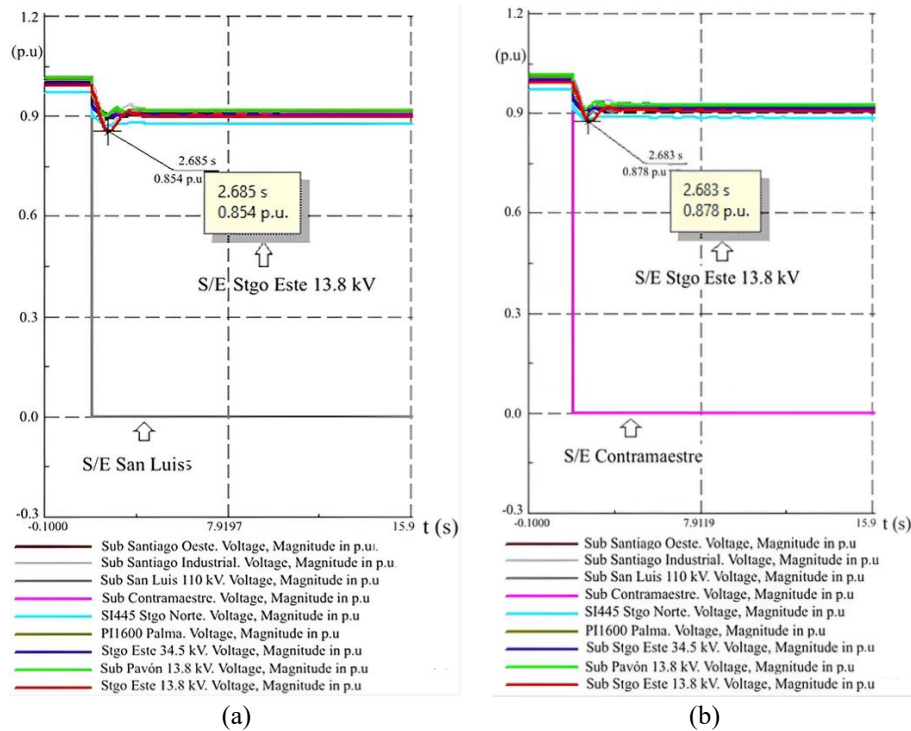 1.2
(p.u)
0.9
0.6
0.3
0.0
-0.3
2.685 s
0.854 p.u
2.685 s
0.854 p.u.
S/E Stgo Este 13.8 kV
S/E San Luis5
-0.1000 7.9197 15.9 t (s)
Sub Santiago Oeste. Voltage, Magnitude in p.u.
Sub Santiago Industrial. Voltage, Magnitude in p.u
Sub San Luis 110 kV. Voltage, Magnitude in p.u
Sub Contramaestre. Voltage, Magnitude in p.u
SI445 Stgo Norte. Voltage, Magnitude in p.u
PI1600 Palma. Voltage, Magnitude in p.u
Stgo Este 34.5 kV. Voltage, Magnitude in p.u
Sub Pavón 13.8 kV. Voltage, Magnitude in p.u
Stgo Este 13.8 kV. Voltage, Magnitude in p.u
(a)
1.2
(p.u)
0.9
0.6
0.3
0.0
-0.3
2.683 s
0.878 p.u
2.683 s
0.878 p.u.
S/E Stgo Este 13.8 kV
S/E Contramaestre
-0.1000 7.9119 15.9 t (s)
Sub Santiago Oeste. Voltage, Magnitude in p.u
Sub Santiago Industrial. Voltage, Magnitude in p.u
Sub San Luis 110 kV. Voltage, Magnitude in p.u
Sub Contramaestre. Voltage, Magnitude in p.u
SI445 Stgo Norte. Voltage, Magnitude in p.u
PI1600 Palma. Voltage, Magnitude in p.u
Sub Stgo Este 34.5 kV. Voltage, Magnitude in p.u
Sub Pavón 13.8 kV. Voltage, Magnitude in p.u
Sub Stgo Este 13.8 kV. Voltage, Magnitude in p.u
(b)